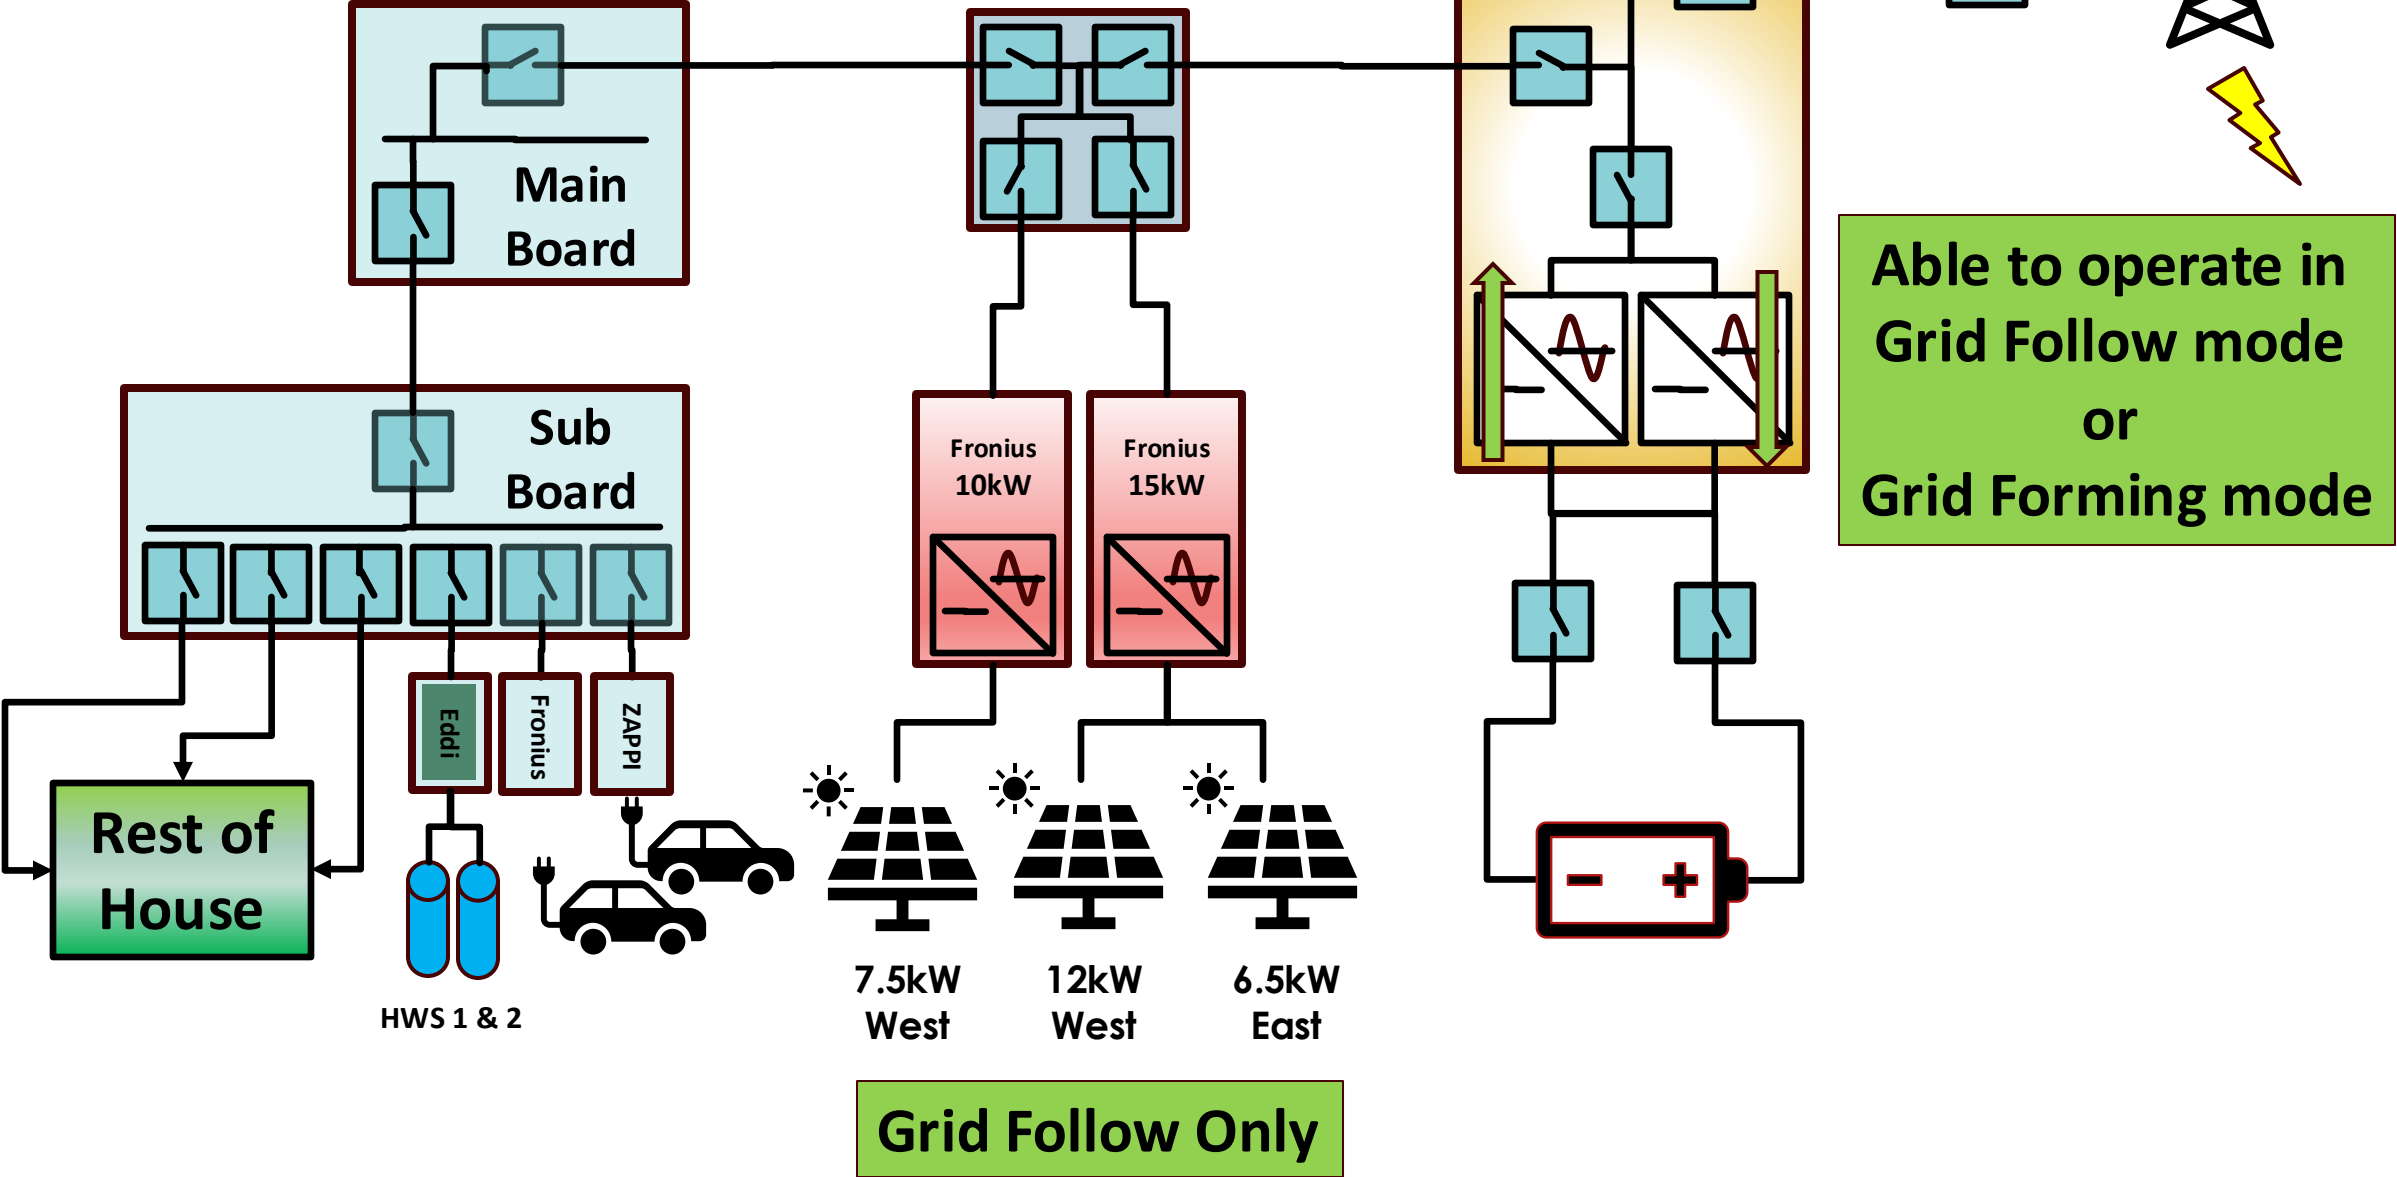 Main
Board
Able to operate in
Grid Follow mode
or
Grid Forming mode
Sub
Board
Fronius
10kW
Fronius
15kW
Eddi
Fronius
ZAPPI
Rest of
House
HWS 1 & 2
7.5kW
West
12kW
West
6.5kW
East
Grid Follow Only